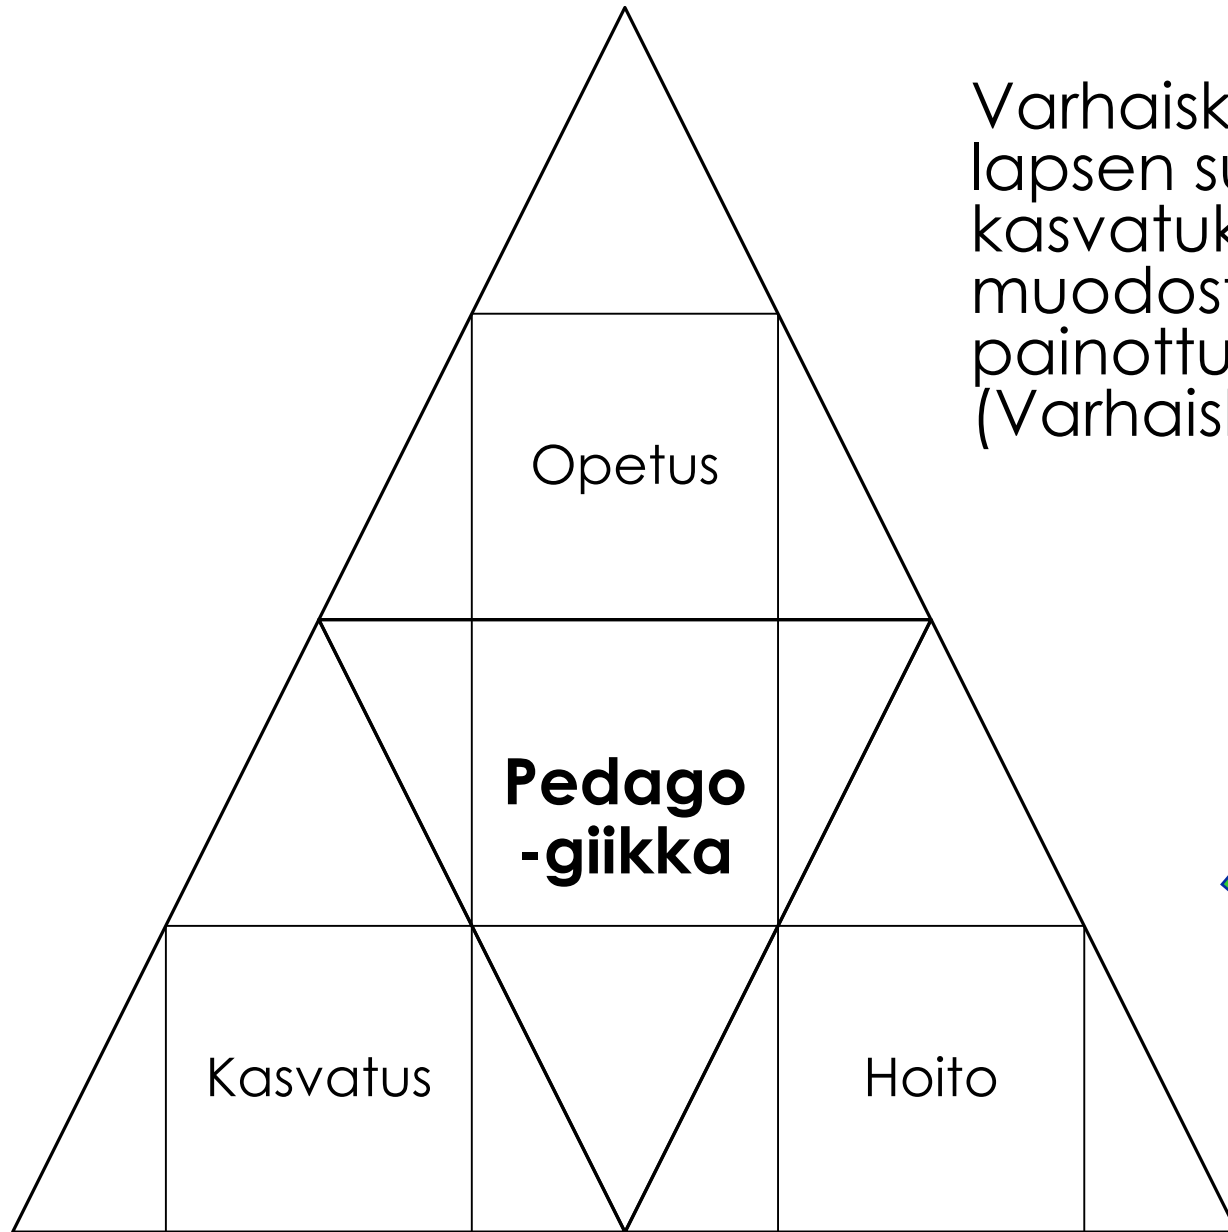 Varhaisk
lapsen su
kasvatuk
muodost
painottu
(Varhaisk
Opetus
Pedago
-giikka
Kasvatus
Hoito